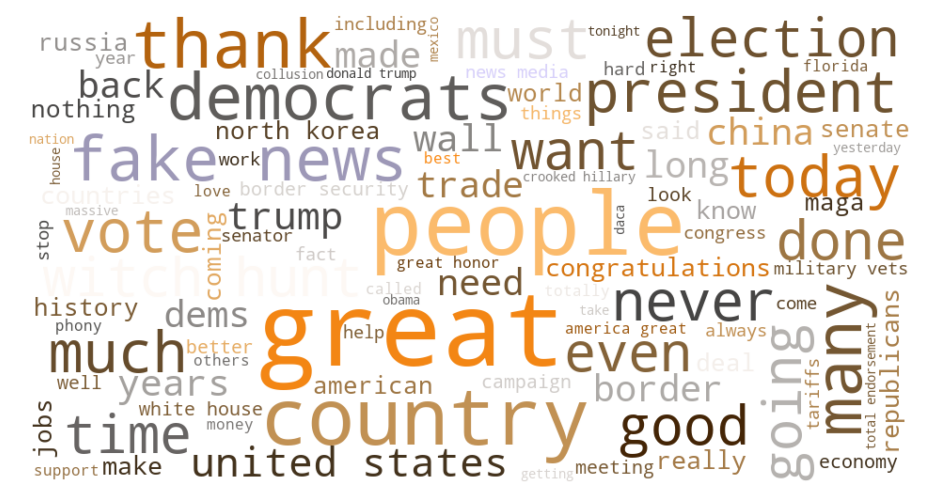 including
mexico
tonight
russia
thank
must
election
year
made
collusion
donald trump
news media
hard
right
florida
back
democrats
world
president
nothing
things
north korea
wall
said
china
senate
nation
house
fake news
work
best
want
long
today
yesterday
countries
love
border security
trade
crooked hillary
look
maga
massive
vote
coming
trump
people
daca
know
stop
senator
congress
done
fact
great honor
witch hunt
need
congratulations
military vets
called
totally
history
dems
obama
great
never
come
many
republicans
phony
help
take
america great
always
going
tariffs
total endorsement
much
better
others
even
deal
well
years
american
campaign
border
jobs
time
white house
money
country
good
support
make
united states
getting
meeting
really
economy